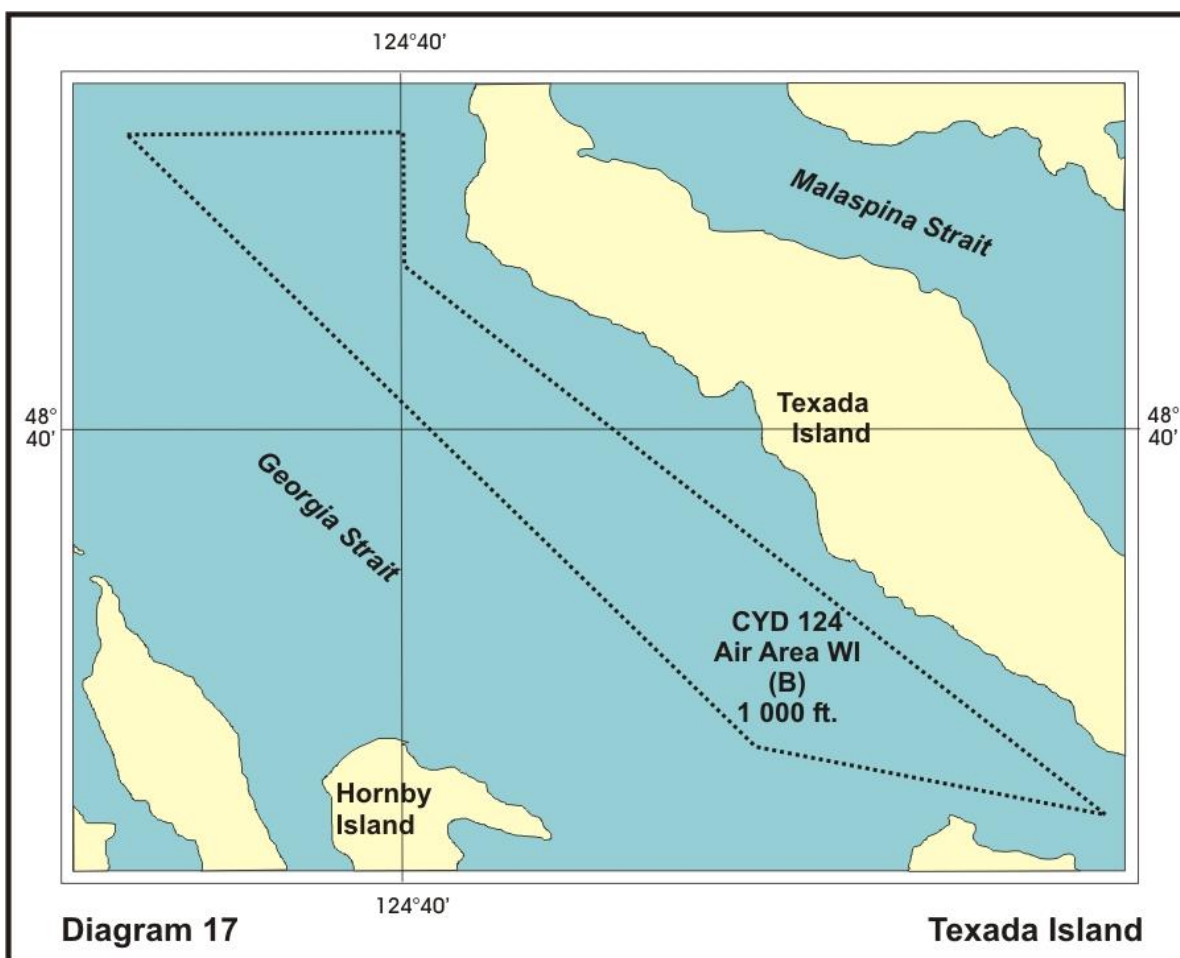 124°40'
Malaspina Strait
Texada
Island
48°
40'
48°
40'
Georgia Strait
CYD 124
Air Area WI
(B)
1 000 ft.
Hornby
Island
124°40'
Diagram 17
Texada Island